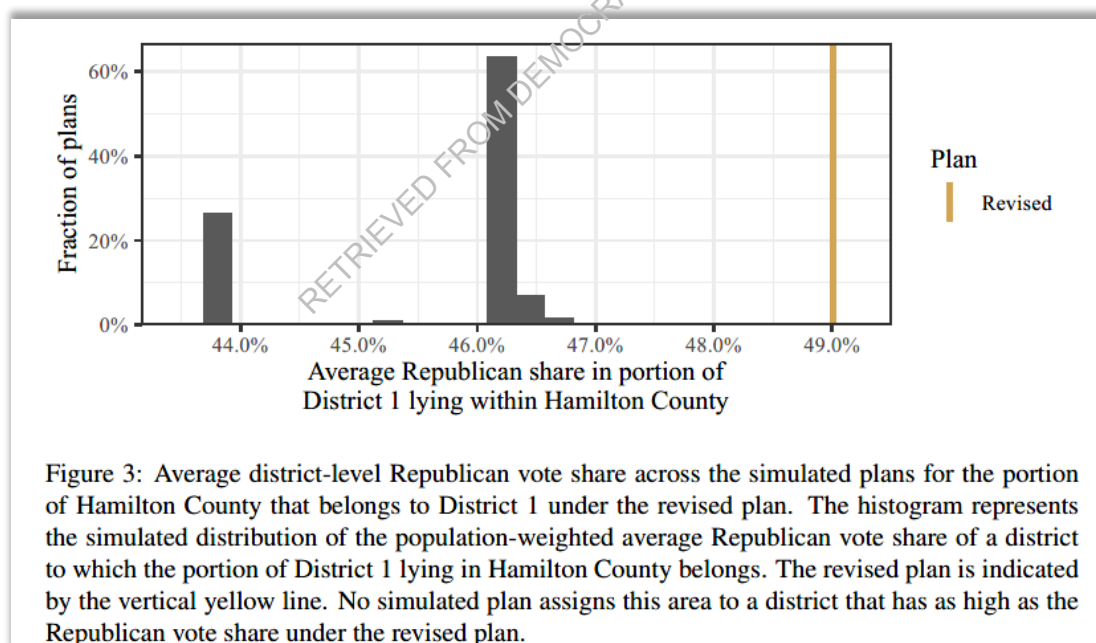 60%
40%
20%
0%
Fraction of plans
44.0% 45.0% 46.0% 47.0% 48.0% 49.0%
Average Republican share in portion of
District 1 lying within Hamilton County
Plan
Revised
RETRIEVED FROM DEMOCRA
Figure 3: Average district-level Republican vote share across the simulated plans for the portion
of Hamilton County that belongs to District 1 under the revised plan. The histogram represents
the simulated distribution of the population-weighted average Republican vote share of a district
to which the portion of District 1 lying in Hamilton County belongs. The revised plan is indicated
by the vertical yellow line. No simulated plan assigns this area to a district that has as high as the
Republican vote share under the revised plan.